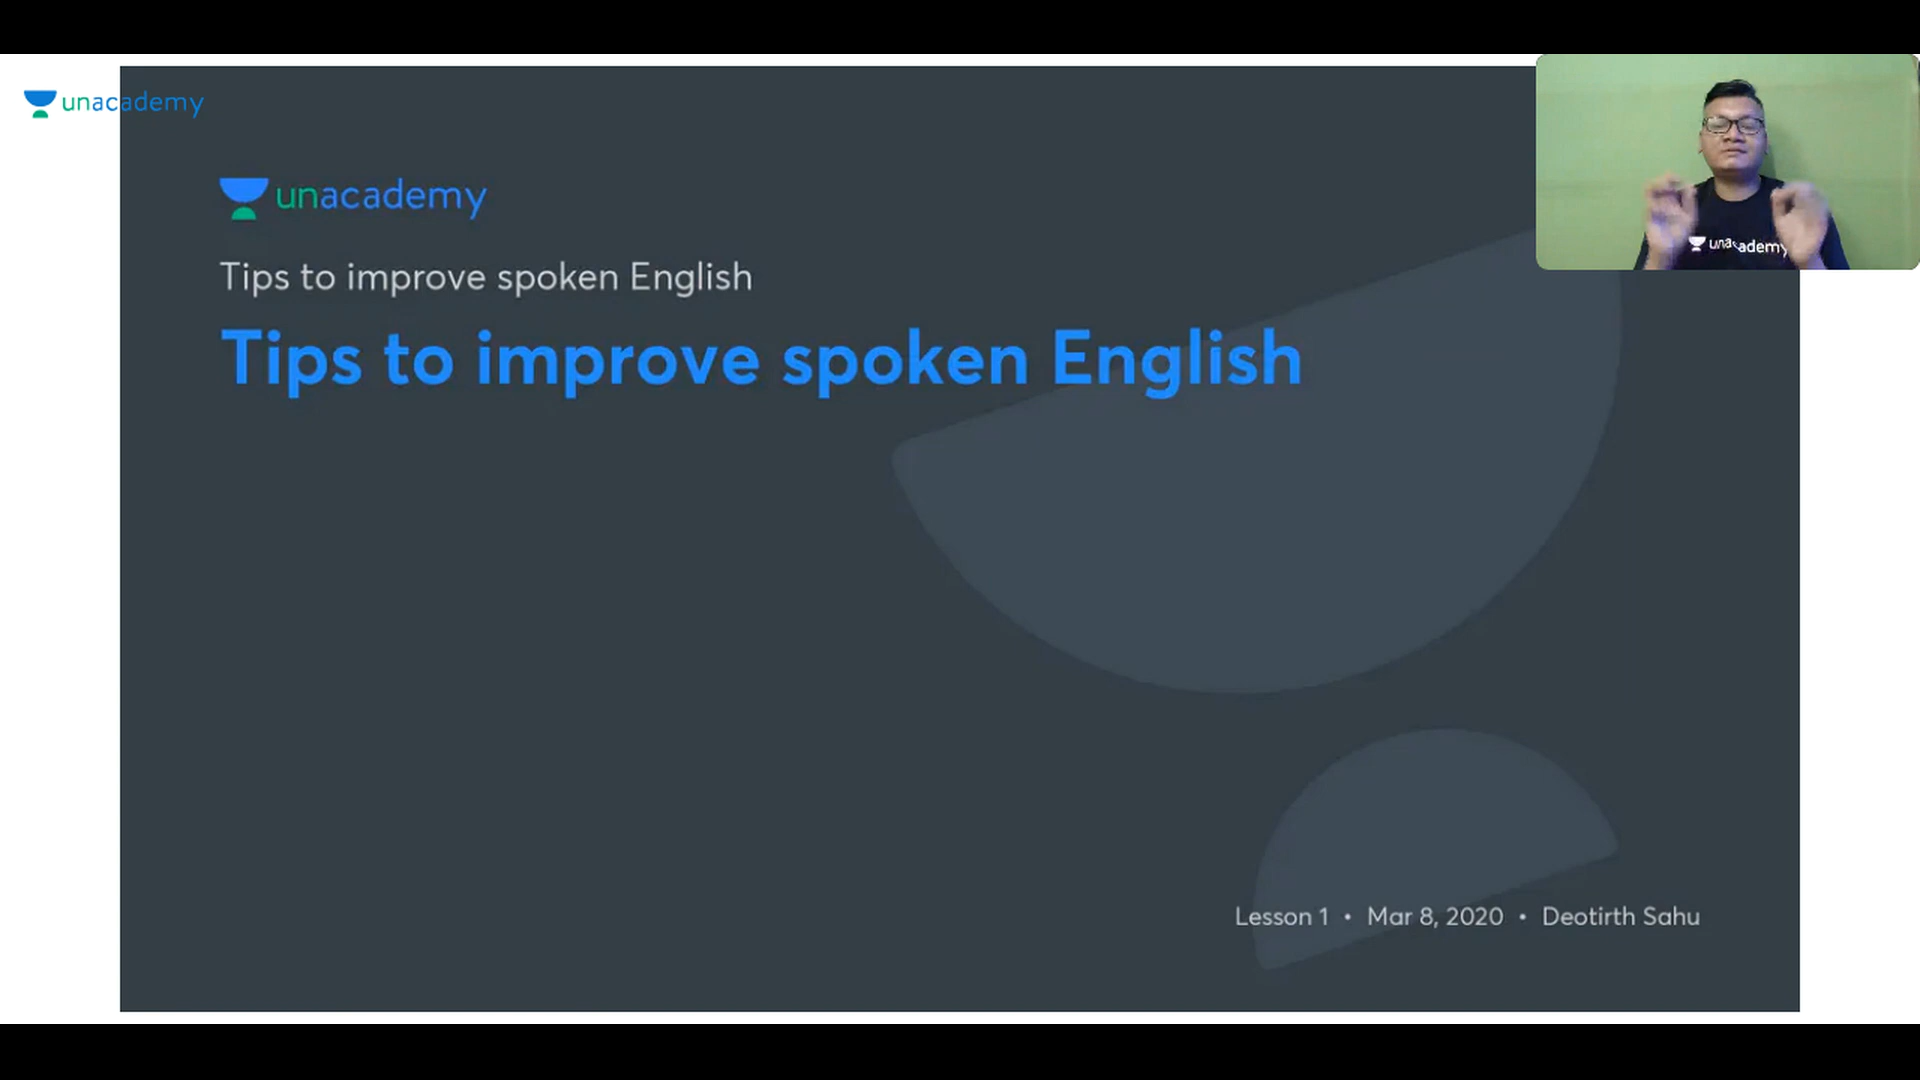 unacademy
unacademy
Tips to improve spoken English
Tips to improve spoken English
unacademy
Lesson 1 • Mar 8, 2020 • Deotirth Sahu